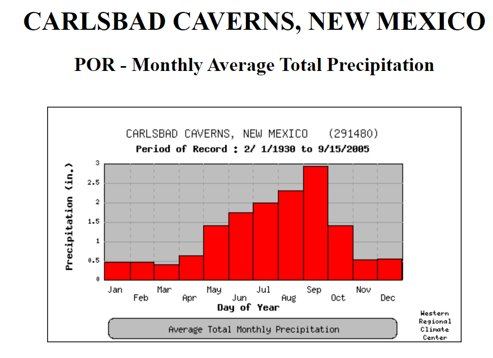 CARLSBAD CAVERNS, NEW MEXICO
POR - Monthly Average Total Precipitation
CARLSBAD CAVERNS, NEW MEXICO (291480)
Period of Record : 2/ 1/1930 to 9/15/2005
Precipitation (in.)
3
2.5
2
1.5
1
0.5
0
Jan Mar May Jul Sep Nov
Feb Apr Jun Aug Oct Dec
Day of Year
Average Total Monthly Precipitation
Western
Regional
Climate
Center